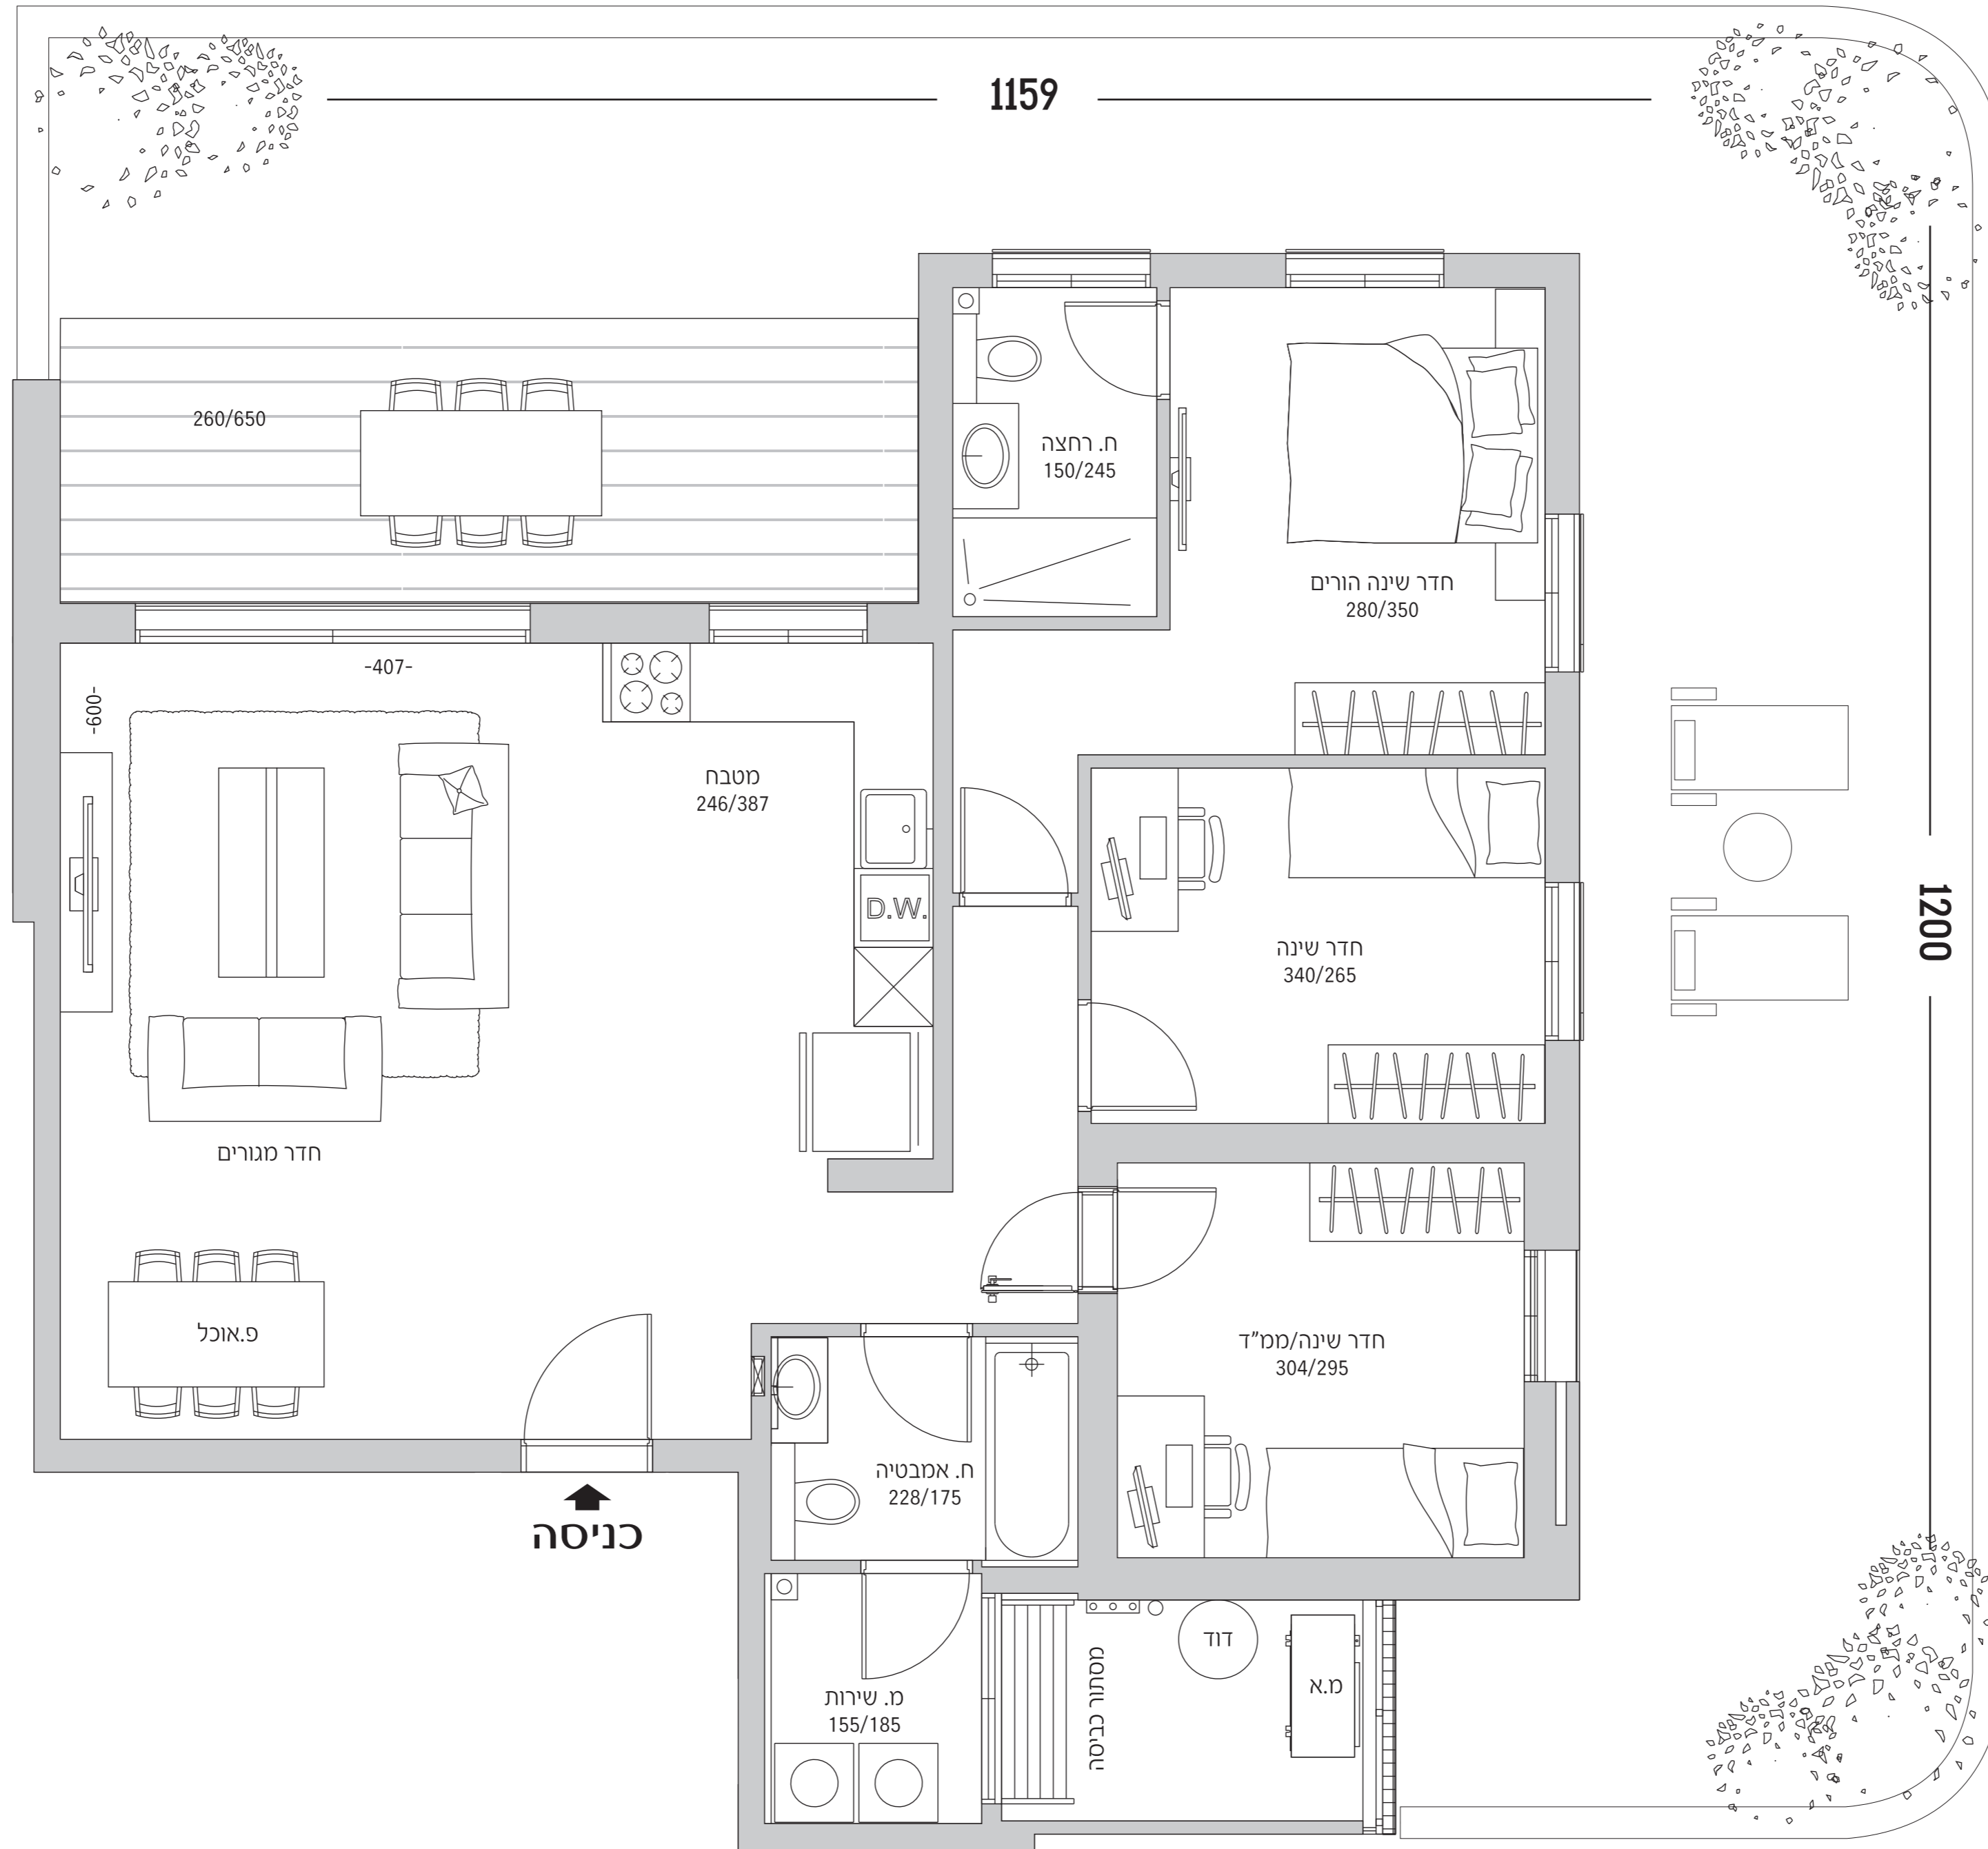 1159
260/650
ח. רחצה
150/245
חדר שינה הורים
280/350
-407-
-600-
מטבח
246/387
D.W.
חדר שינה
340/265
1200
חדר מגורים
פ.אוכל
חדר שינה/ממ"ד
304/295
ח. אמבטיה
228/175
כניסה
מ. שירות
155/185
מסתור כביסה
דוד
מ.א